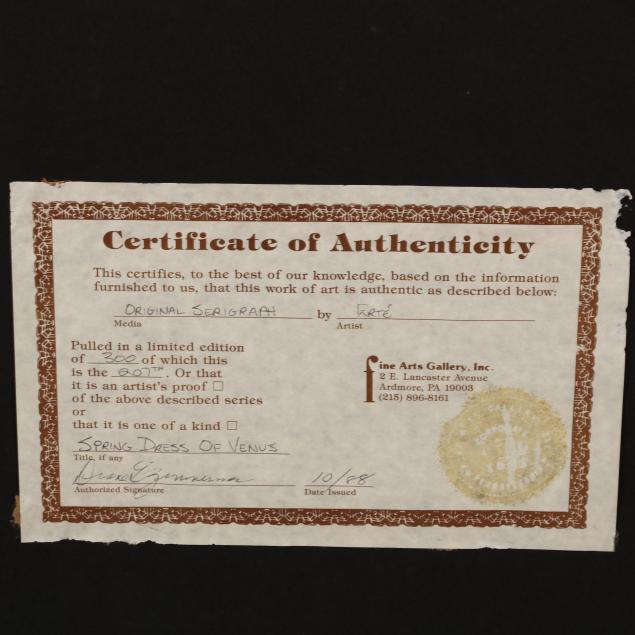 Certificate of Authenticity
This certifies, to the best of our knowledge, based on the information
furnished to us, that this work of art is authentic as described below:
ORIGINAL SERIGRAPH by ERTÉ
Media Artist
Pulled in a limited edition
of 300 of which this
is the 207TH. Or that
it is an artist's proof
of the above described series
or
that it is one of a kind
fine Arts Gallery, Inc.
2 E. Lancaster Avenue
Ardmore, PA 19003
(215) 896-8161
SPRING DRESS OF VENUS
Title, if any
10/88
Authorized Signature Date Issued